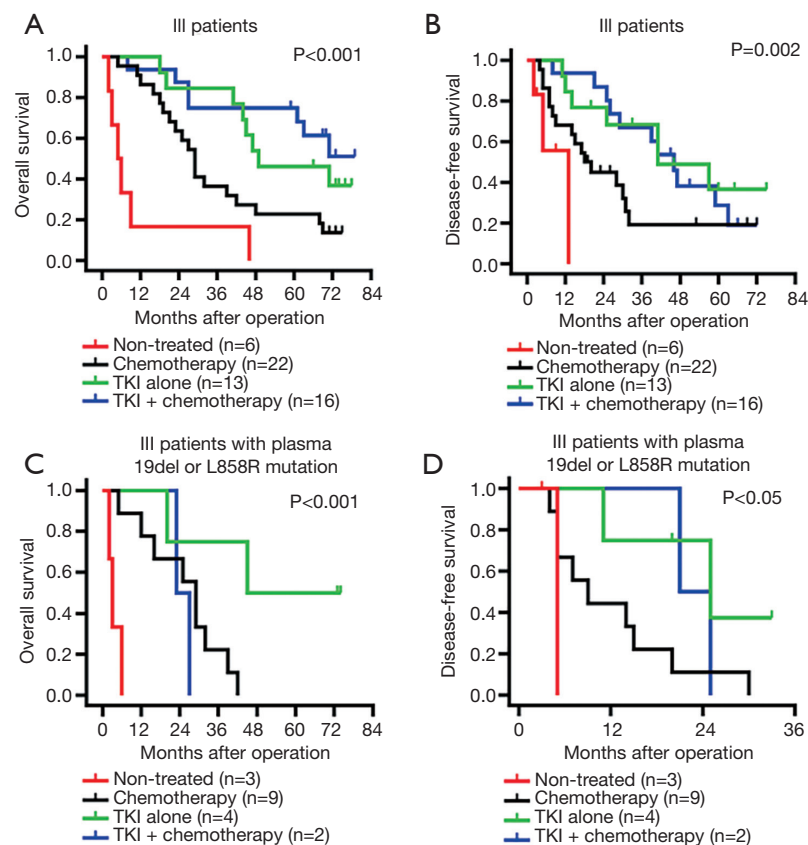 A
III patients
P<0.001
Overall survival
1.0
0.8
0.6
0.4
0.2
0.0
0 12 24 36 48 60 72 84
Months after operation
Non-treated (n=6)
Chemotherapy (n=22)
TKI alone (n=13)
TKI + chemotherapy (n=16)
B
III patients
P=0.002
Disease-free survival
1.0
0.8
0.6
0.4
0.2
0.0
0 12 24 36 48 60 72 84
Months after operation
Non-treated (n=6)
Chemotherapy (n=22)
TKI alone (n=13)
TKI + chemotherapy (n=16)
C
III patients with plasma
19del or L858R mutation
P<0.001
Overall survival
1.0
0.8
0.6
0.4
0.2
0.0
0 12 24 36 48 60 72 84
Months after operation
Non-treated (n=3)
Chemotherapy (n=9)
TKI alone (n=4)
TKI + chemotherapy (n=2)
D
III patients with plasma
19del or L858R mutation
P<0.05
Disease-free survival
1.0
0.8
0.6
0.4
0.2
0.0
0 12 24 36
Months after operation
Non-treated (n=3)
Chemotherapy (n=9)
TKI alone (n=4)
TKI + chemotherapy (n=2)